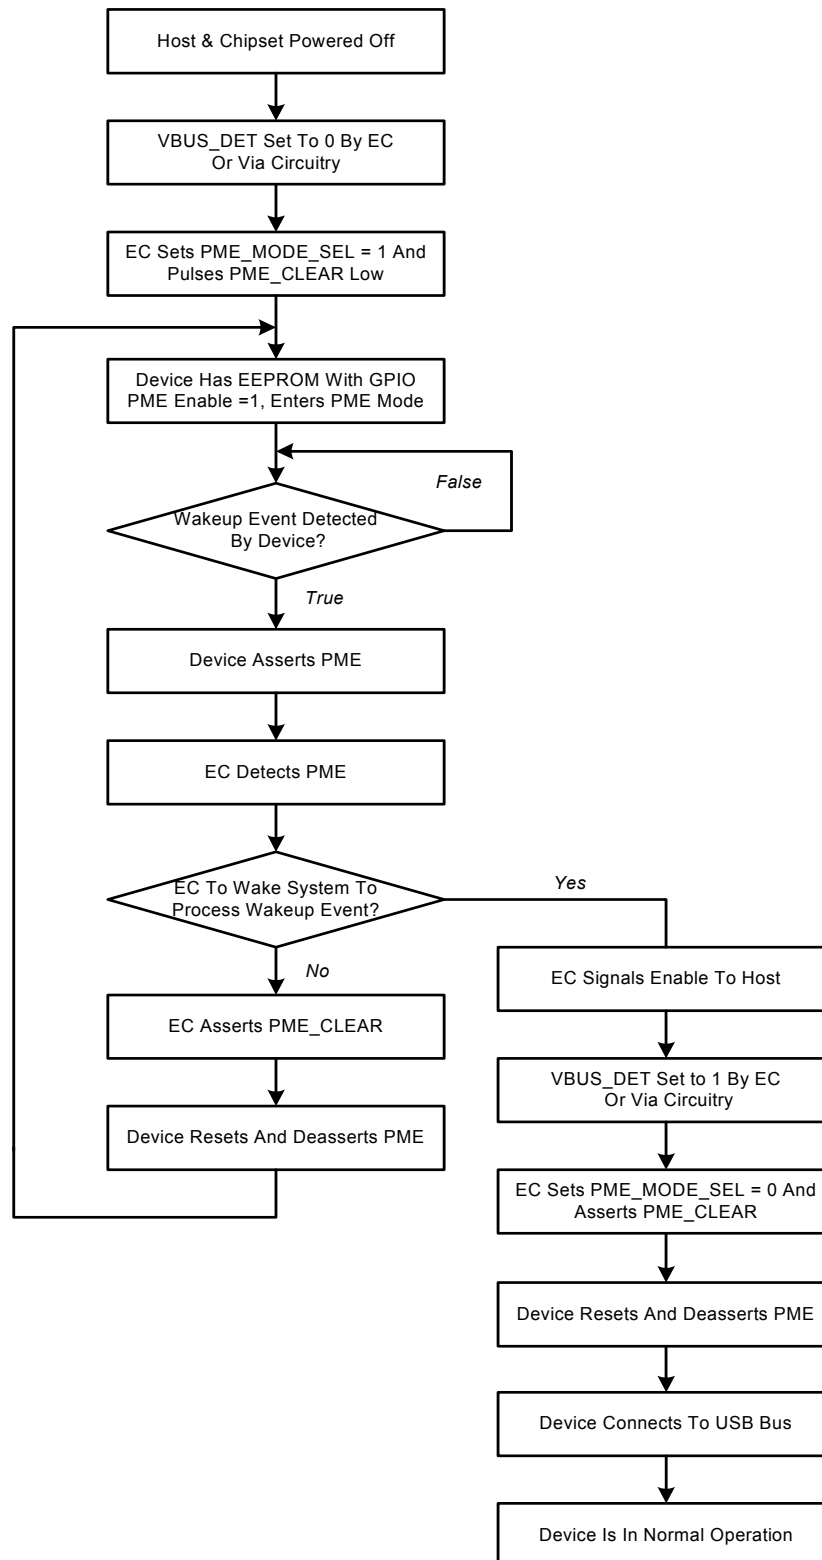 Host & Chipset Powered Off
VBUS_DET Set To 0 By EC
Or Via Circuitry
EC Sets PME_MODE_SEL = 1 And
Pulses PME_CLEAR Low
Device Has EEPROM With GPIO
PME Enable =1, Enters PME Mode
False
Wakeup Event Detected
By Device?
True
Device Asserts PME
EC Detects PME
EC To Wake System To
Process Wakeup Event?
Yes
No
EC Asserts PME_CLEAR
Device Resets And Deasserts PME
EC Signals Enable To Host
VBUS_DET Set to 1 By EC
Or Via Circuitry
EC Sets PME_MODE_SEL = 0 And
Asserts PME_CLEAR
Device Resets And Deasserts PME
Device Connects To USB Bus
Device Is In Normal Operation